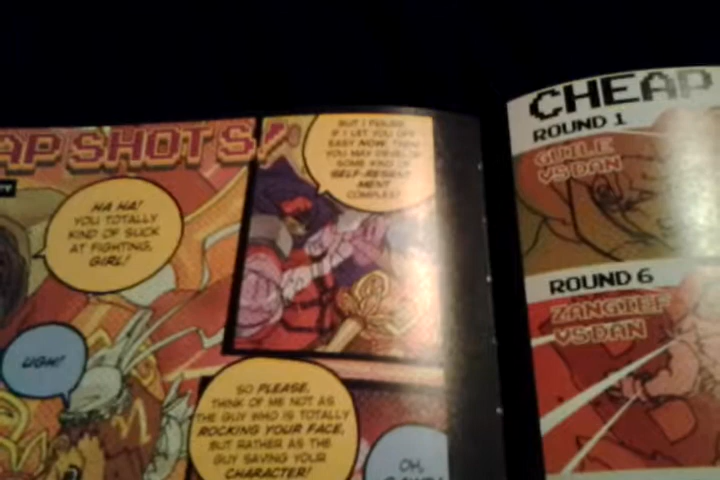 AP SHOTS!
HA HA!
YOU TOTALLY
KIND OF SUCK
AT FIGHTING,
GIRL!
UGH!
BUT I
IF I LET YOU OFF
EASY NOW, THEN
YOU MAY DEVELOP
SOME KIND OF
SELF-RESENT
MENT
COMPLEX!
SO PLEASE,
THINK OF ME NOT AS
THE GUY WHO IS TOTALLY
ROCKING YOUR FACE,
BUT RATHER AS THE
GUY SAVING YOUR
CHARACTER!
OH,
CHEAP
ROUND 1
GUILE
VS DAN
ROUND 6
ZANGIEF
VS DAN